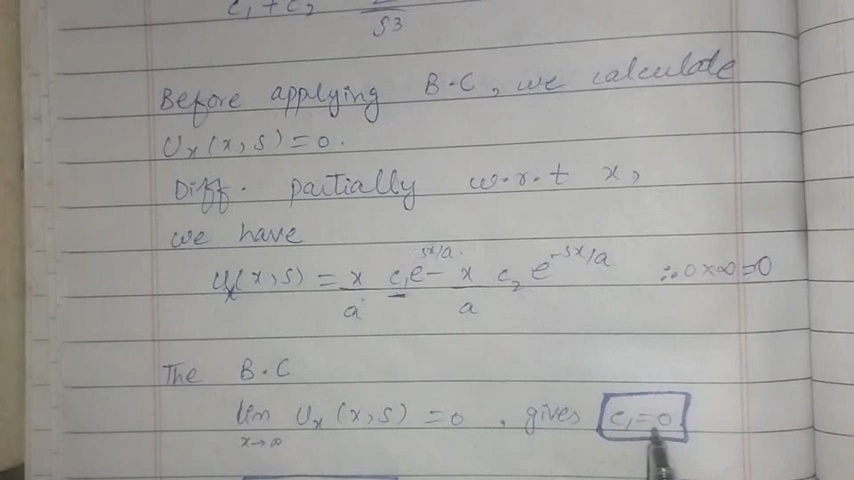 c₁ + c₂
s³
Before applying B.C, we calculate
Uₓ(x, s) = 0.
Diff. partially w.r.t x,
we have
Uₓ(x, s) = x/a c₁e^{sx/a} - x/a c₂ e^{-sx/a} ∴ 0 × ∞ = 0
The B.C
lim x→∞ Uₓ(x, s) = 0, gives c₁ = 0